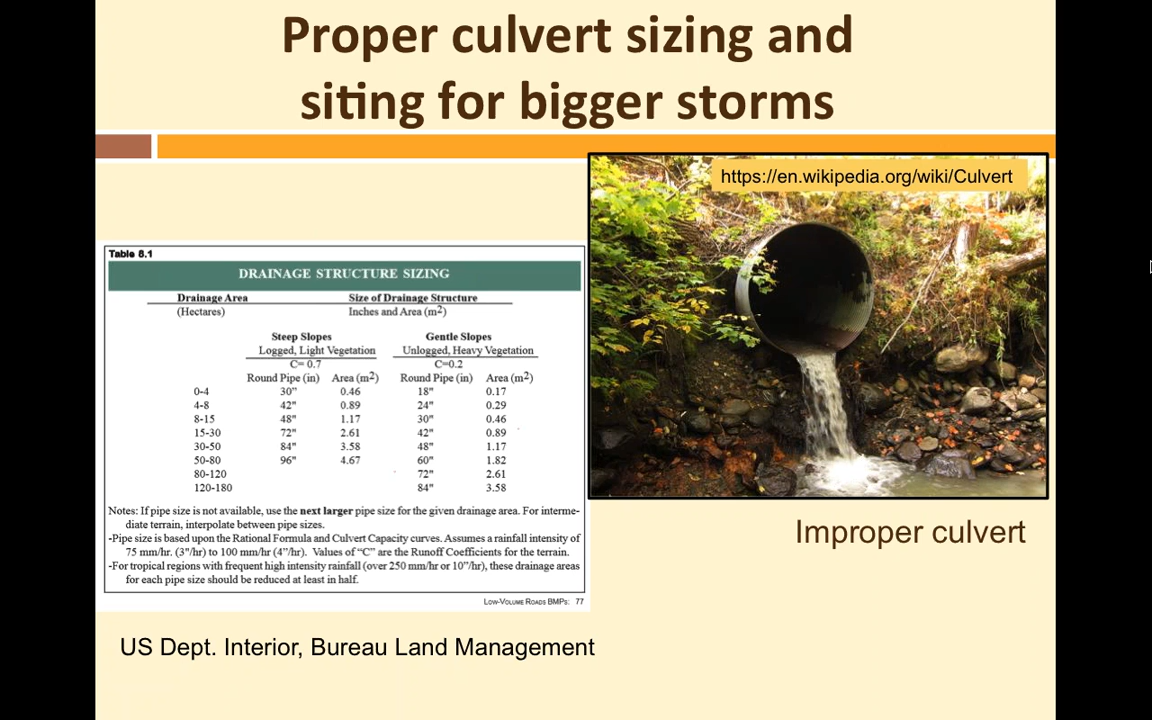 Proper culvert sizing and
siting for bigger storms
https://en.wikipedia.org/wiki/Culvert
Table 8.1
DRAINAGE STRUCTURE SIZING
Drainage Area Size of Drainage Structure
(Hectares) Inches and Area (m2)
Steep Slopes Gentle Slopes
Logged, Light Vegetation Unlogged, Heavy Vegetation
C= 0.7 C=0.2
Round Pipe (in) Area (m2) Round Pipe (in) Area (m2)
0-4 30" 0.46 18" 0.17
4-8 42" 0.89 24" 0.29
8-15 48" 1.17 30" 0.46
15-30 72" 2.61 42" 0.89
30-50 84" 3.58 48" 1.17
50-80 96" 4.67 60" 1.82
80-120 72" 2.61
120-180 84" 3.58
Notes: If pipe size is not available, use the next larger pipe size for the given drainage area. For interme-
diate terrain, interpolate between pipe sizes.
-Pipe size is based upon the Rational Formula and Culvert Capacity curves. Assumes a rainfall intensity of
75 mm/hr. (3"/hr) to 100 mm/hr (4"/hr). Values of "C" are the Runoff Coefficients for the terrain.
-For tropical regions with frequent high intensity rainfall (over 250 mm/hr or 10"/hr), these drainage areas
for each pipe size should be reduced at least in half.
LOW-VOLUME ROADS BMPS: 77
Improper culvert
US Dept. Interior, Bureau Land Management